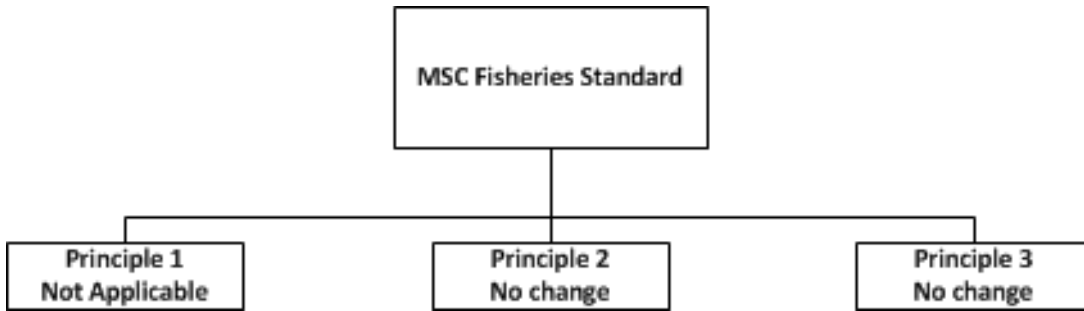 MSC Fisheries Standard
Principle 1
Not Applicable
Principle 2
No change
Principle 3
No change